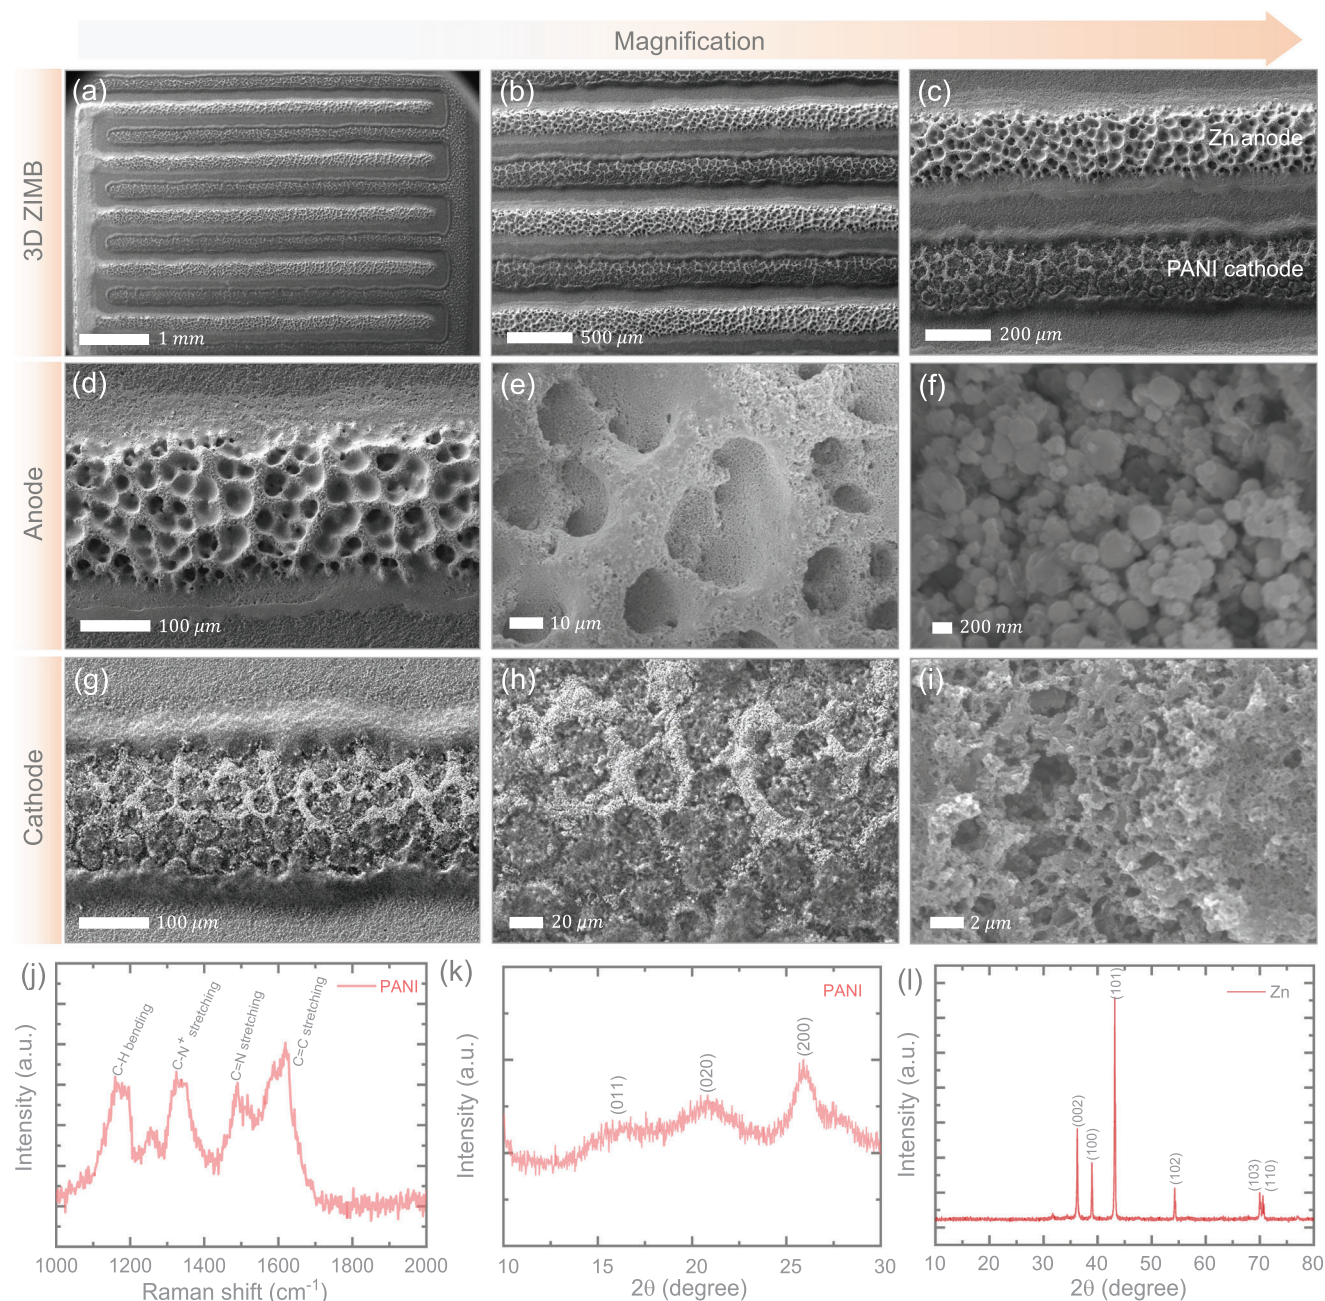 Magnification
3D ZIMB
(a)
1 mm
(b)
500 μm
(c)
Zn anode
PANI cathode
200 μm
Anode
(d)
100 μm
(e)
10 μm
(f)
200 nm
Cathode
(g)
100 μm
(h)
20 μm
(i)
2 μm
(j)
PANI
C-H bending
C-N⁺ stretching
C=N stretching
C=C stretching
Intensity (a.u.)
1000 1200 1400 1600 1800 2000
Raman shift (cm⁻¹)
(k)
PANI
(011)
(020)
(200)
Intensity (a.u.)
10 15 20 25 30
2θ (degree)
(l)
Zn
(002)
(100)
(101)
(102)
(103)
(110)
Intensity (a.u.)
10 20 30 40 50 60 70 80
2θ (degree)